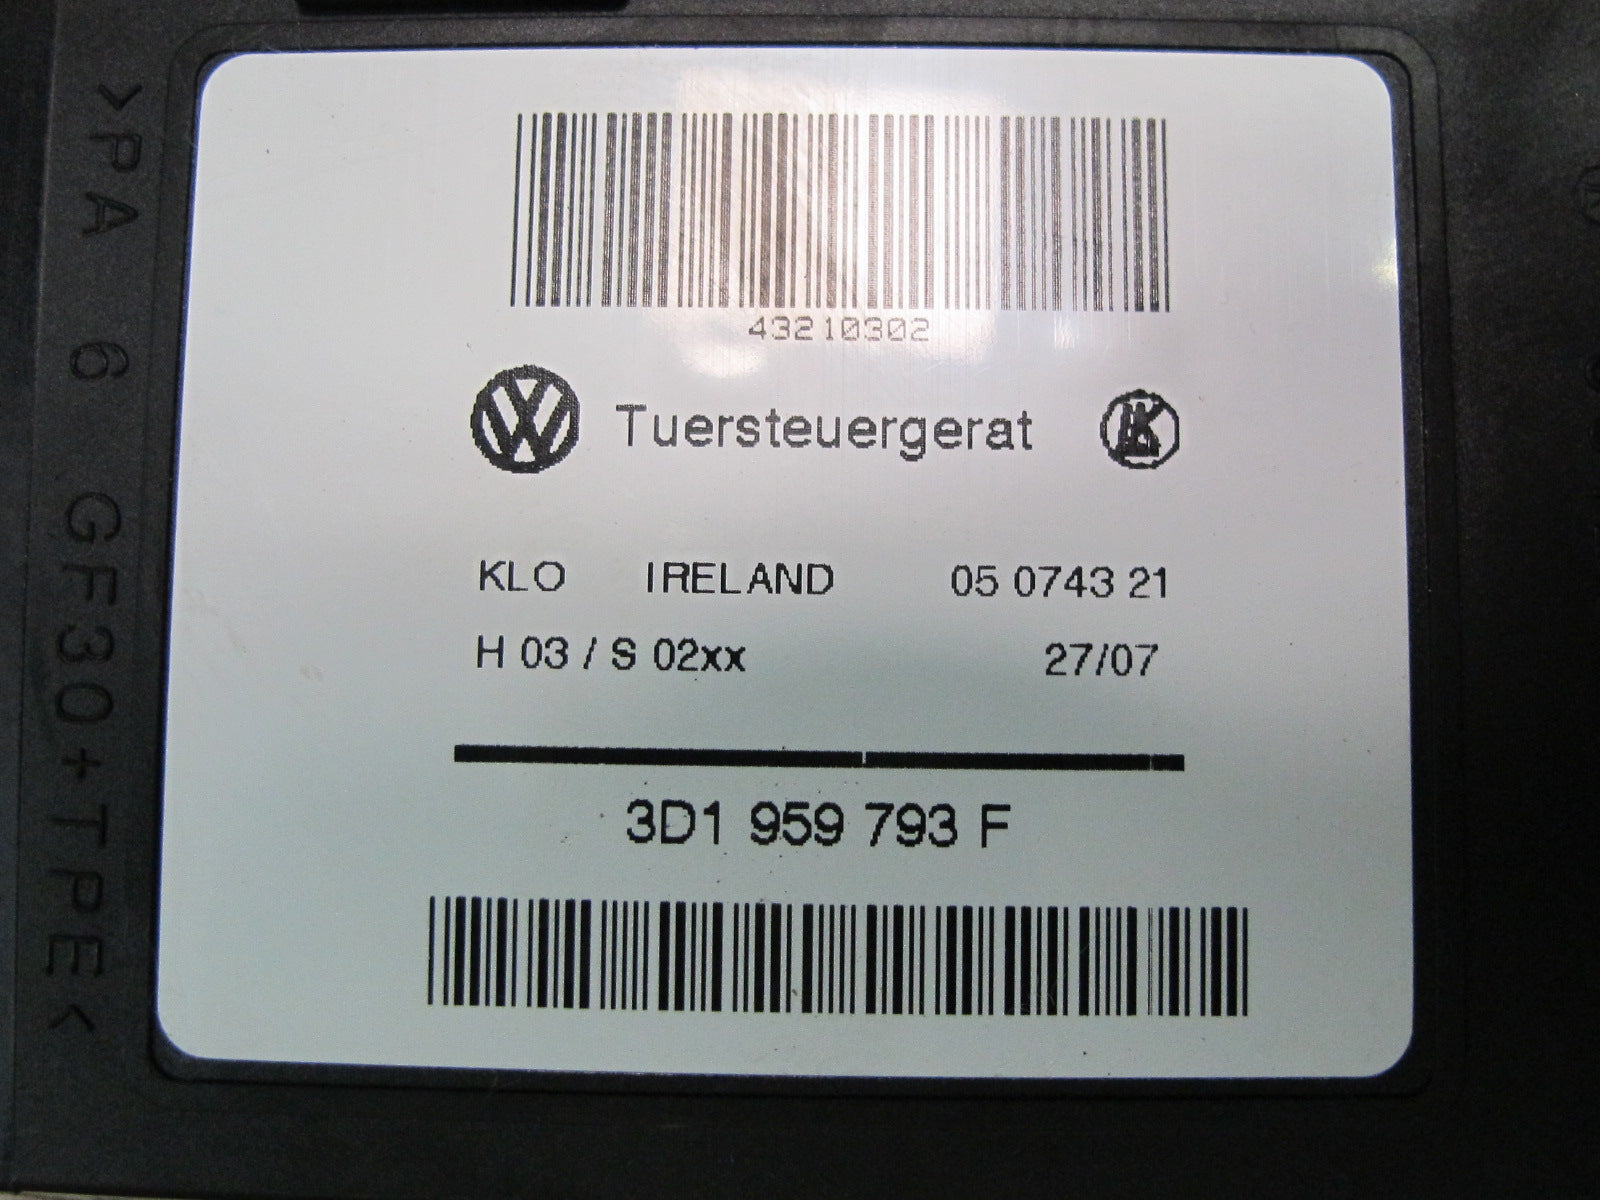 43210302
Tuersteuergerat
KLO IRELAND 05 0743 21
H 03 / S 02xx 27/07
3D1 959 793 F
>PA 6 GF30+TPE<